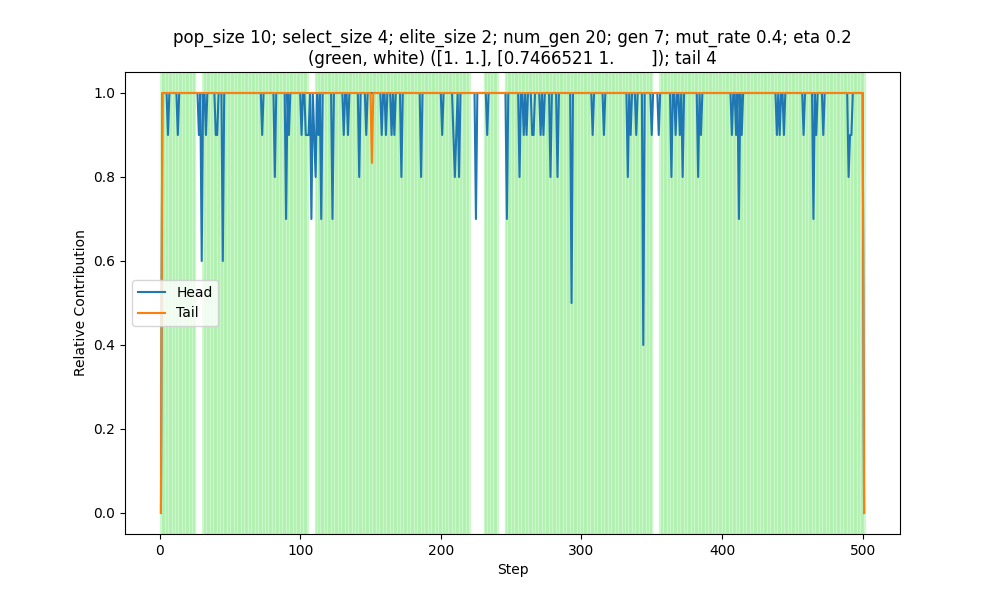 pop_size 10; select_size 4; elite_size 2; num_gen 20; gen 7; mut_rate 0.4; eta 0.2
(green, white) ([1. 1.], [0.7466521 1.       ]); tail 4
1.0
0.8
0.6
0.4
0.2
0.0
Relative Contribution
Head
Tail
0 100 200 300 400 500
Step